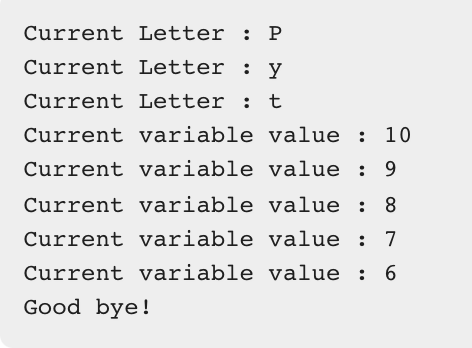 Current Letter : P
Current Letter : y
Current Letter : t
Current variable value : 10
Current variable value : 9
Current variable value : 8
Current variable value : 7
Current variable value : 6
Good bye!